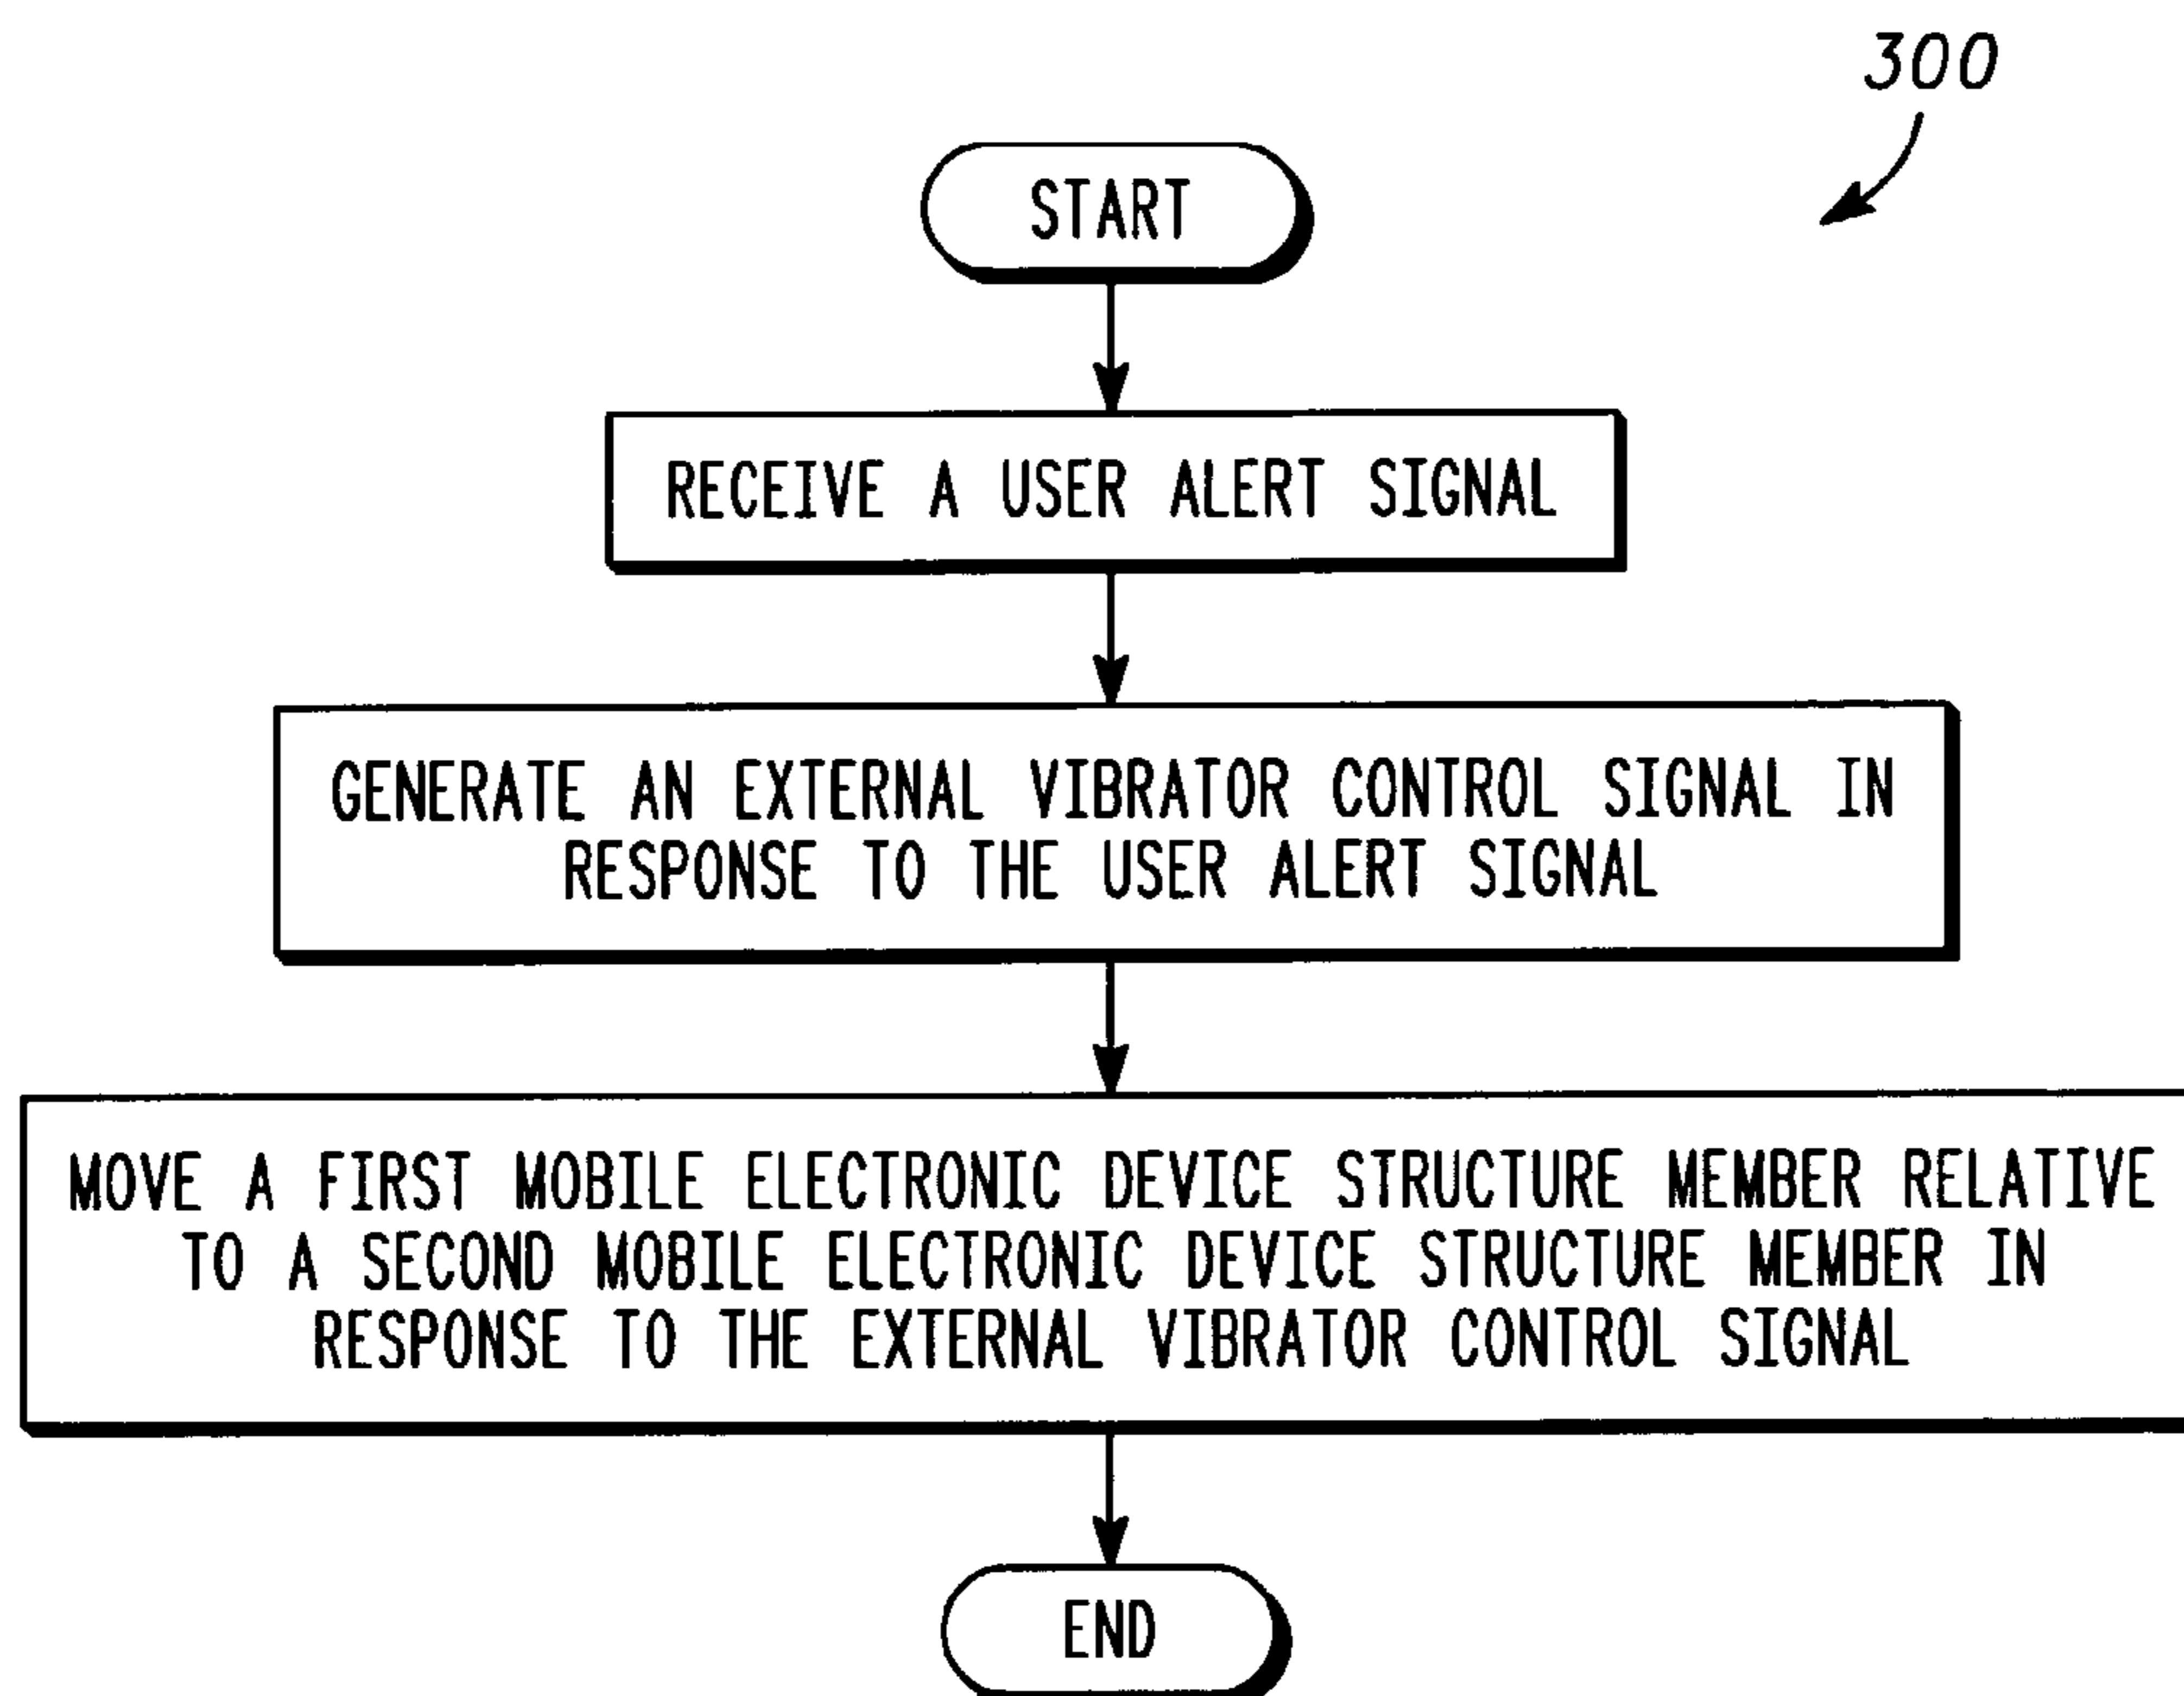 300
START
RECEIVE A USER ALERT SIGNAL
GENERATE AN EXTERNAL VIBRATOR CONTROL SIGNAL IN
RESPONSE TO THE USER ALERT SIGNAL
MOVE A FIRST MOBILE ELECTRONIC DEVICE STRUCTURE MEMBER RELATIVE
TO A SECOND MOBILE ELECTRONIC DEVICE STRUCTURE MEMBER IN
RESPONSE TO THE EXTERNAL VIBRATOR CONTROL SIGNAL
END